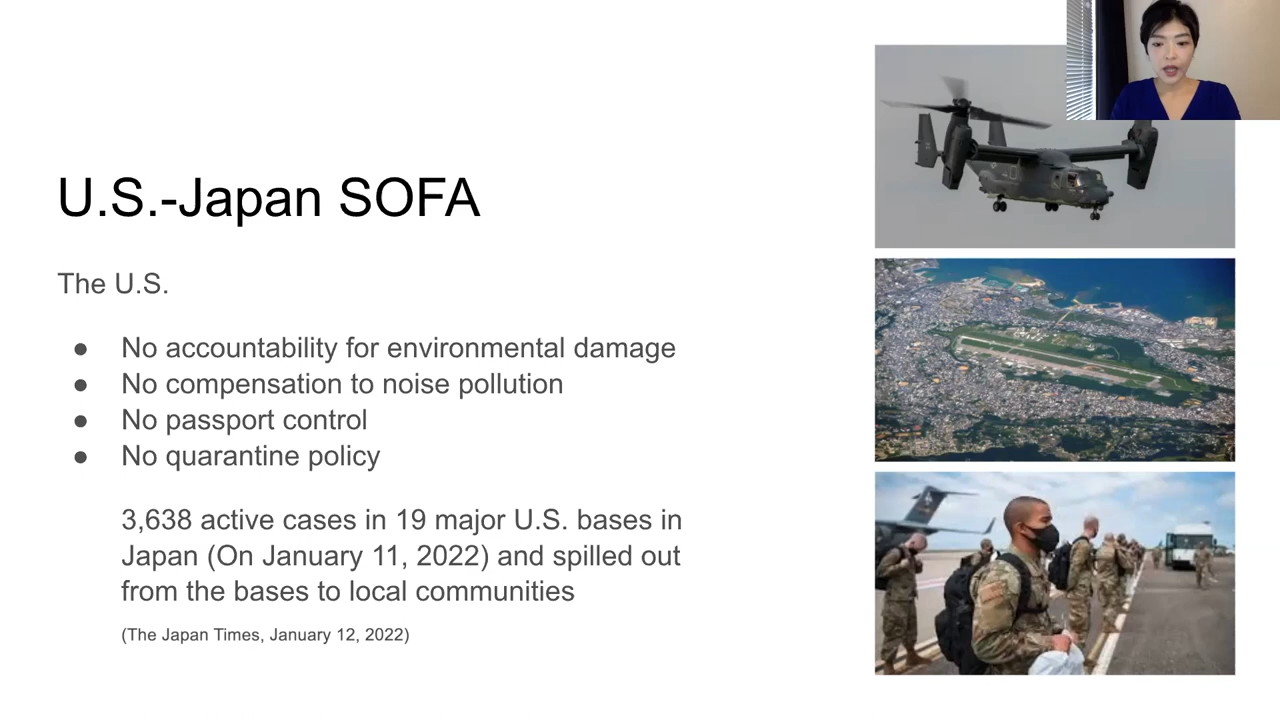 U.S.-Japan SOFA
The U.S.
● No accountability for environmental damage
● No compensation to noise pollution
● No passport control
● No quarantine policy
3,638 active cases in 19 major U.S. bases in
Japan (On January 11, 2022) and spilled out
from the bases to local communities
(The Japan Times, January 12, 2022)